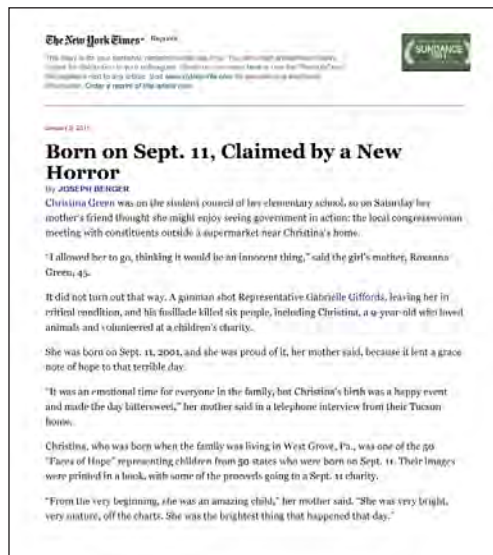 The New York Times Reprints
SUNDANCE
Born on Sept. 11, Claimed by a New
Horror
By JOSEPH BERGER
Christina Green was on the student council of her elementary school, so on Saturday her
mother's friend thought she might enjoy seeing government in action: the local congresswoman
meeting with constituents outside a supermarket near Christina's home.
"I allowed her to go, thinking it would be an innocent thing," said the girl's mother, Roxanna
Green, 45.
It did not turn out that way. A gunman shot Representative Gabrielle Giffords, leaving her in
critical condition, and his fusillade killed six people, including Christina, a 9-year-old who loved
animals and volunteered at a children's charity.
She was born on Sept. 11, 2001, and she was proud of it, her mother said, because it lent a grace
note of hope to that terrible day.
"It was an emotional time for everyone in the family, but Christina's birth was a happy event
and made the day bittersweet," her mother said in a telephone interview from their Tucson
home.
Christina, who was born when the family was living in West Grove, Pa., was one of the 50
"Faces of Hope" representing children from 50 states who were born on Sept. 11. Their images
were printed in a book, with some of the proceeds going to a Sept. 11 charity.
"From the very beginning, she was an amazing child," her mother said. "She was very bright,
very mature, off the charts. She was the brightest thing that happened that day."